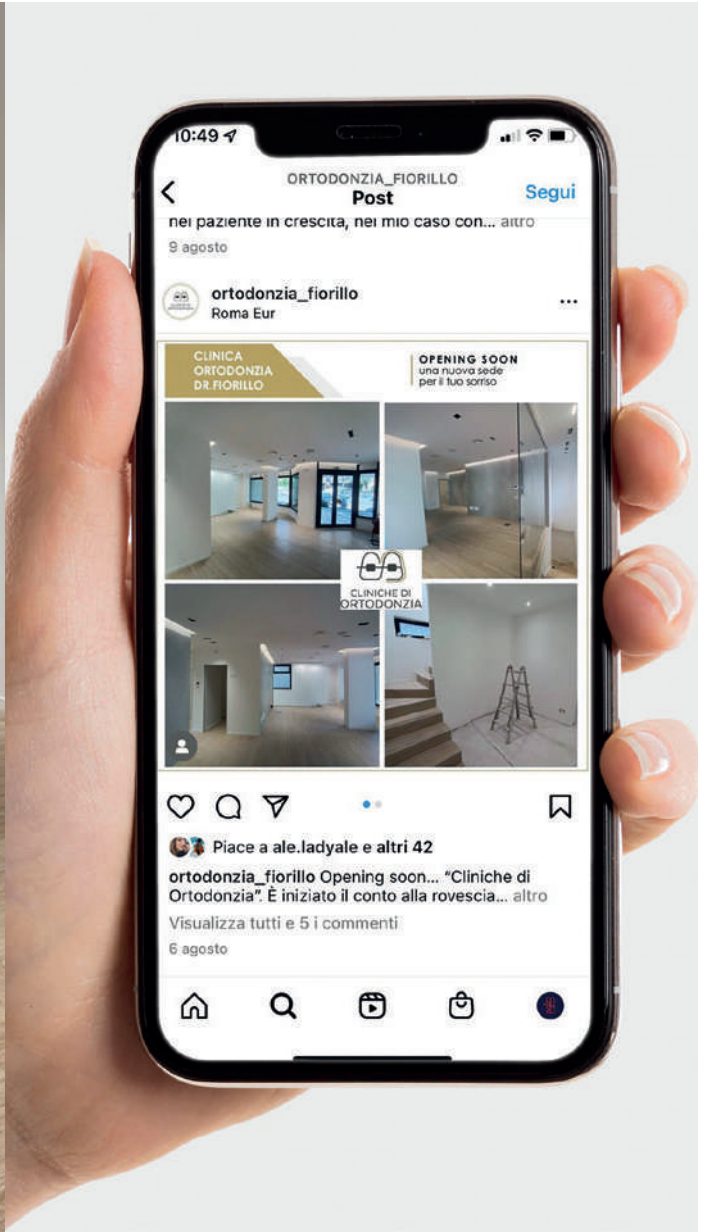 10:49
ORTODONZIA_FIORILLO
Post
Segui
nel paziente in crescita, nel mio caso con... altro
9 agosto
ortodonzia_fiorillo
Roma Eur
CLINICA
ORTODONZIA
DR.FIORILLO
OPENING SOON
una nuova sede
per il tuo sorriso
CLINICHE DI
ORTODONZIA
Piace a ale.ladyale e altri 42
ortodonzia_fiorillo Opening soon... “Cliniche di
Ortodonzia”. È iniziato il conto alla rovescia... altro
Visualizza tutti e 5 i commenti
6 agosto